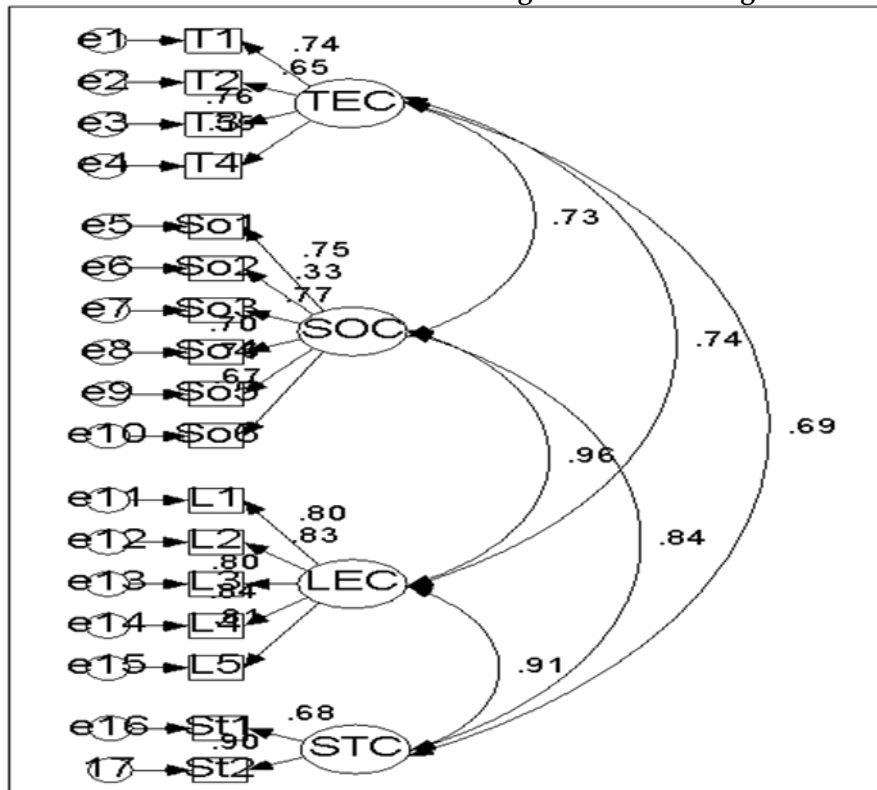 e1 T1 .74
e2 T2 .65
TEC
e3 .76
e4 T4
.73
e5 So1 .75
e6 So2 .33
e7 So3 .77
SOC
e8 So4 .70
e9 So5 .67
e10 So6
.74
.69
.96
.84
e11 L1 .80
e12 L2 .83
e13 L3 .80
LEC
e14 L4 .84
e15 L5 .81
.91
e16 St1 .68
STC
17 St2 .90